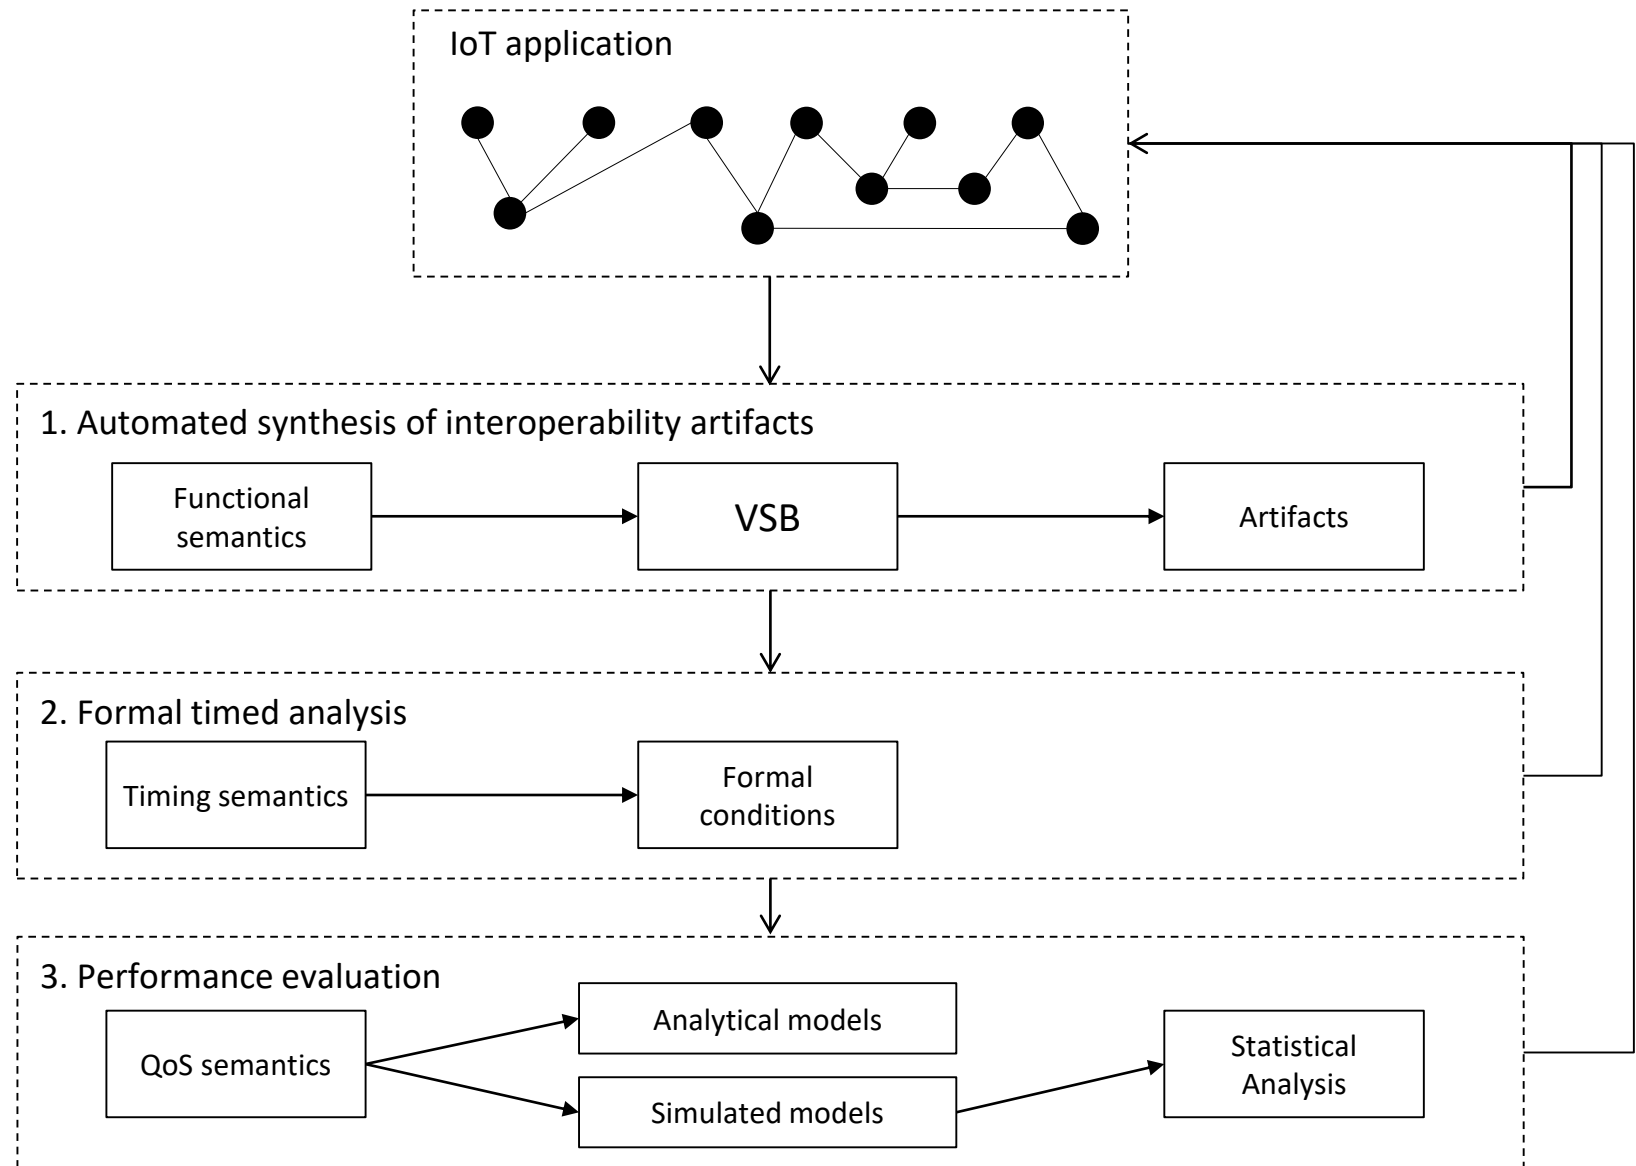 IoT application
1. Automated synthesis of interoperability artifacts
Functional
semantics
VSB
Artifacts
2. Formal timed analysis
Timing semantics
Formal
conditions
3. Performance evaluation
QoS semantics
Analytical models
Simulated models
Statistical
Analysis